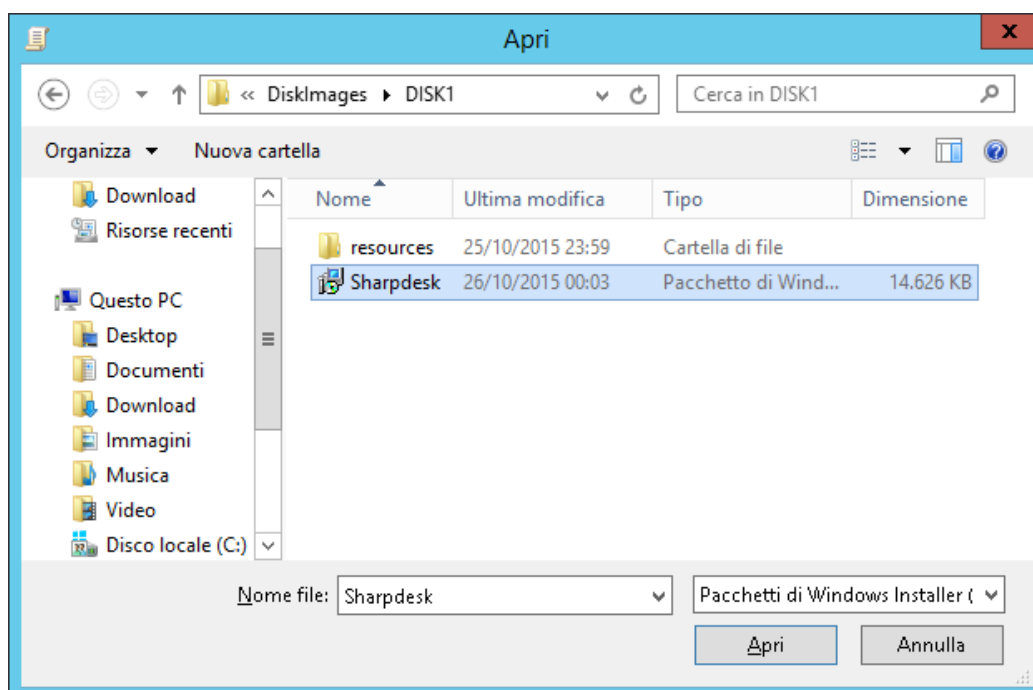 Apri
x
« DiskImages DISK1
Cerca in DISK1
Organizza
Nuova cartella
Download
Risorse recenti
Questo PC
Desktop
Documenti
Download
Immagini
Musica
Video
Disco locale (C:)
Nome Ultima modifica Tipo Dimensione
resources 25/10/2015 23:59 Cartella di file
Sharpdesk 26/10/2015 00:03 Pacchetto di Wind... 14.626 KB
Nome file: Sharpdesk
Pacchetti di Windows Installer (
Apri
Annulla